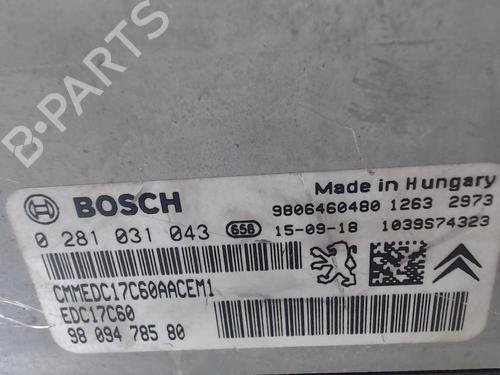 B-PARTS
BOSCH
Made in Hungary
9806460480 1263 2973
0 281 031 043 658 15-09-18 1039S74323
CMMEDC17C60AACEM1
EDC17C60
98 094 785 80